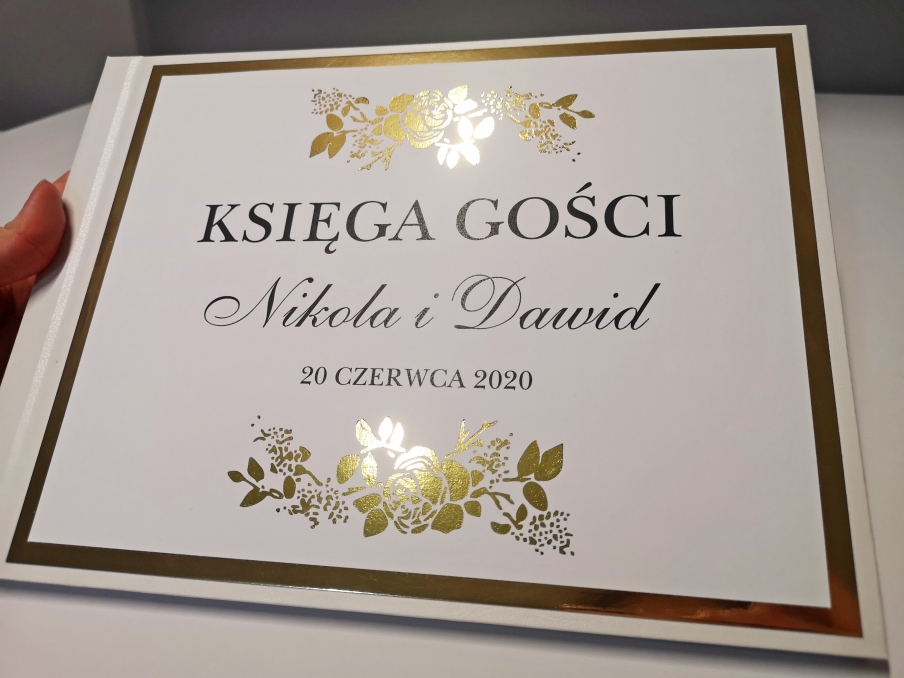 KSIĘGA GOŚCI
Nikola i Dawid
20 CZERWCA 2020